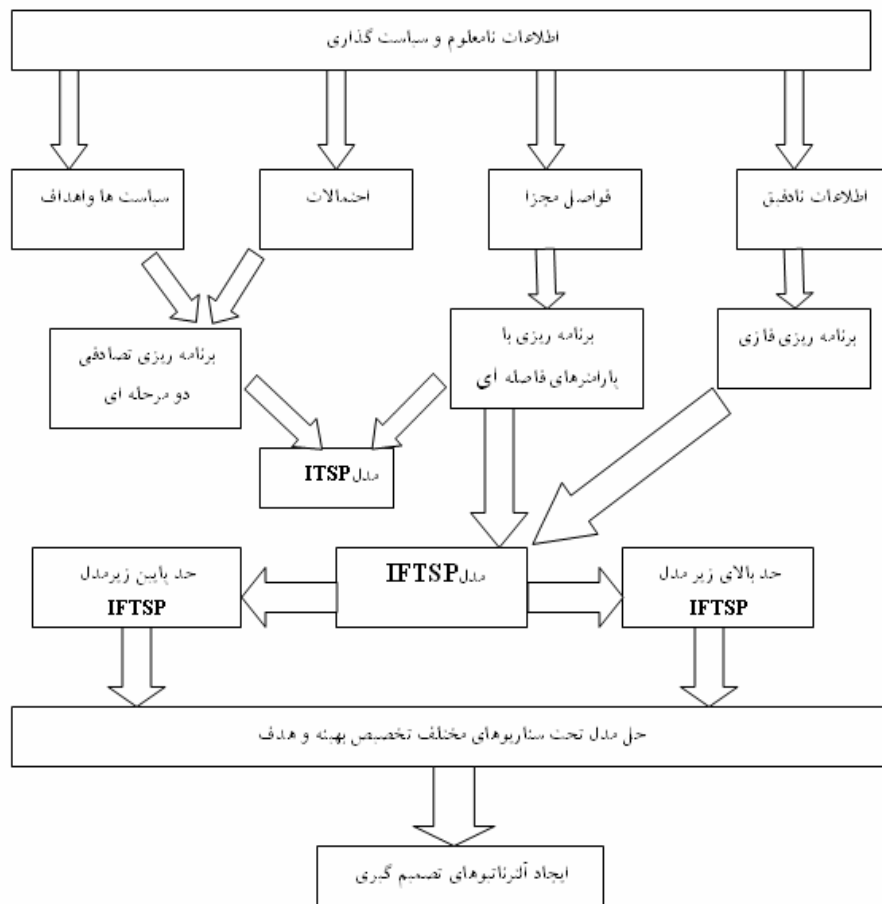 اطلاعات نامعلوم و سیاست گذاری
اطلاعات نادقیق
فواصل مجزا
احتمالات
سیاست ها واهداف
برنامه ریزی فازی
برنامه ریزی با
پارامترهای فاصله ای
برنامه ریزی تصادفی
دو مرحله ای
مدل ITSP
حد بالای زیر مدل
IFTSP
مدل IFTSP
حد پایین زیرمدل
IFTSP
حل مدل تحت سناریوهای مختلف تخصیص بهینه و هدف
ایجاد آلترناتیوهای تصمیم گیری